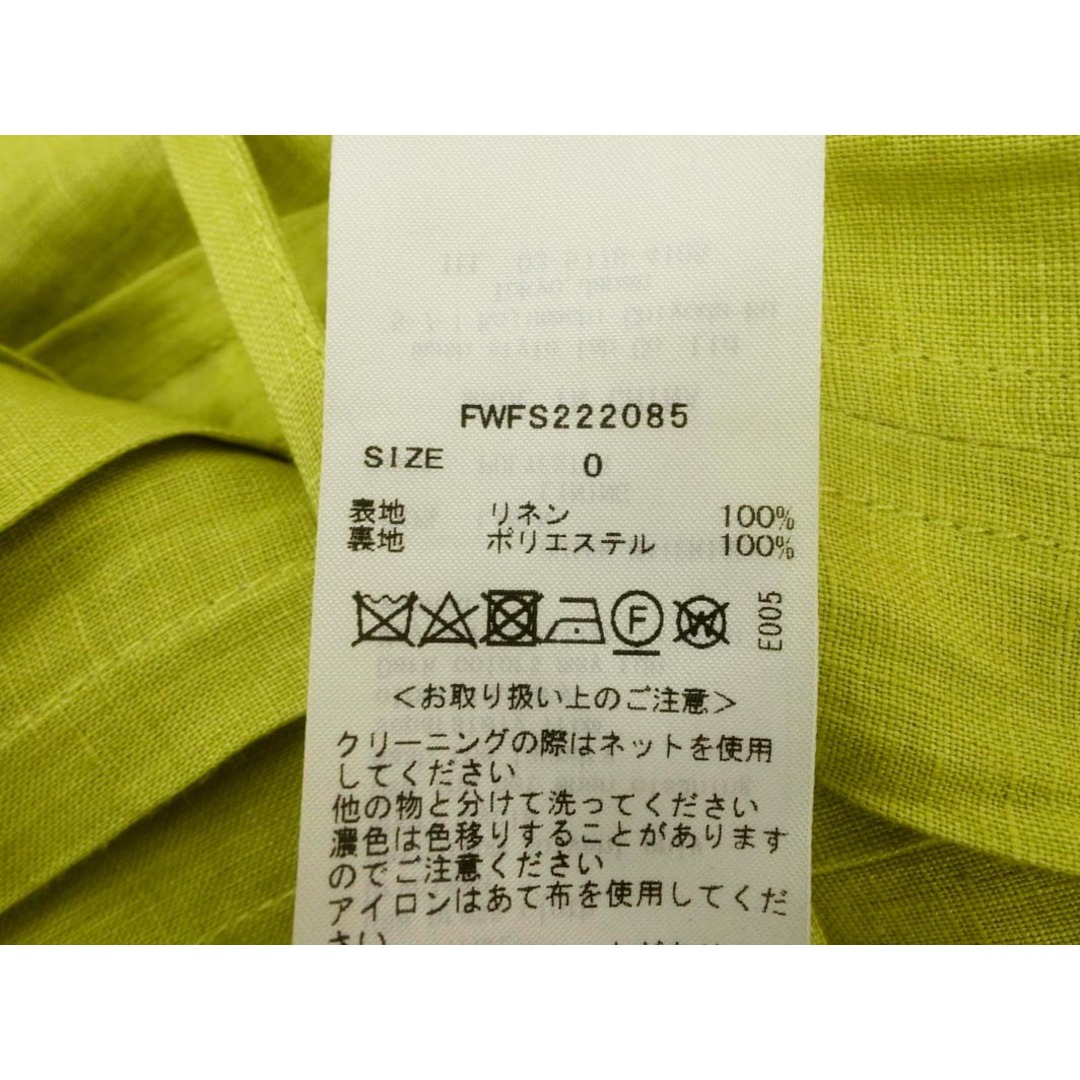 FWFS222085
SIZE 0
表地 リネン 100%
裏地 ポリエステル 100%
F W E005
<お取り扱い上のご注意>
クリーニングの際はネットを使用
してください
他の物と分けて洗ってください
濃色は色移りすることがあります
のでご注意ください
アイロンはあて布を使用してくだ
さい